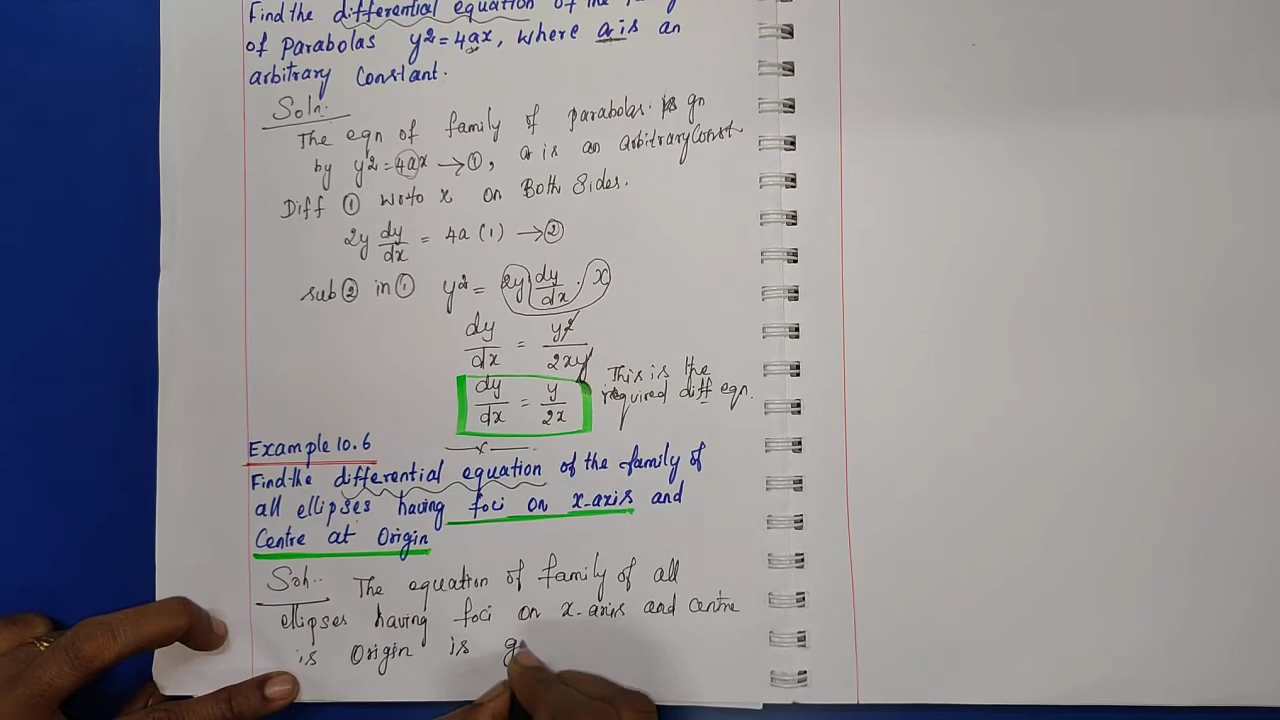 Find the differential equation of the family
of Parabolas y² = 4ax, where a is an
arbitrary Constant.
Soln.
The eqn of family of parabolas is gn
by y² = 4ax → ①, a is an arbitrary Const
Diff ① w.r.to x on Both Sides.
2y dy/dx = 4a (1) → ②
Sub ② in ① y² = 2y dy/dx . x
dy/dx = y²/2xy
dy/dx = y/2x This is the required diff eqn.
Example 10.6
Find the differential equation of the family of
all ellipses having foci on x-axis and
Centre at Origin
Soln.. The equation of family of all
ellipses having foci on x-axis and centre
is Origin is g